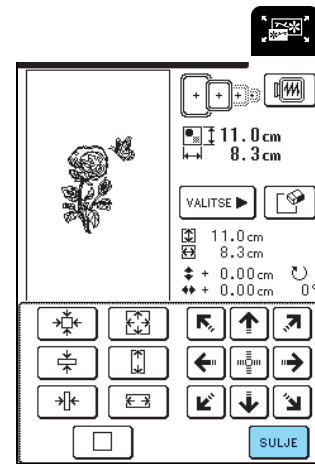 11.0cm
8.3cm
VALITSE
11.0cm
8.3cm
+ 0.00cm
+ 0.00cm 0°
SULJE